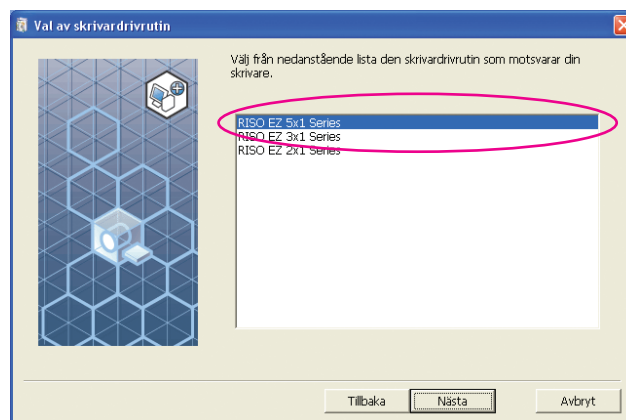 Val av skrivardrivrutin
Välj från nedanstående lista den skrivardrivrutin som motsvarar din
skrivare.
RISO EZ 5x1 Series
RISO EZ 3x1 Series
RISO EZ 2x1 Series
Tillbaka
Nästa
Avbryt